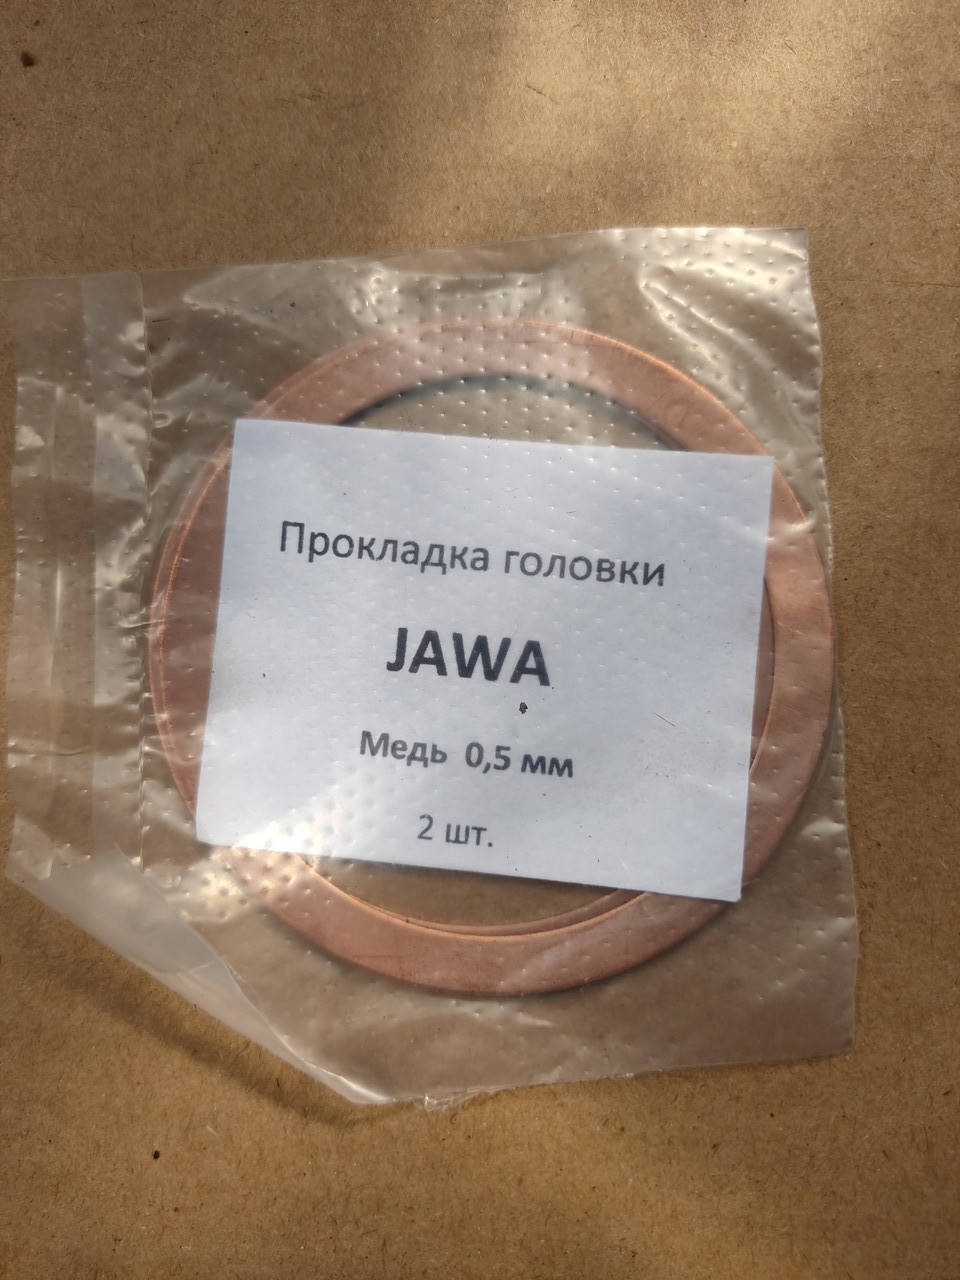 Прокладка головки
JAWA
Медь 0,5 мм
2 шт.